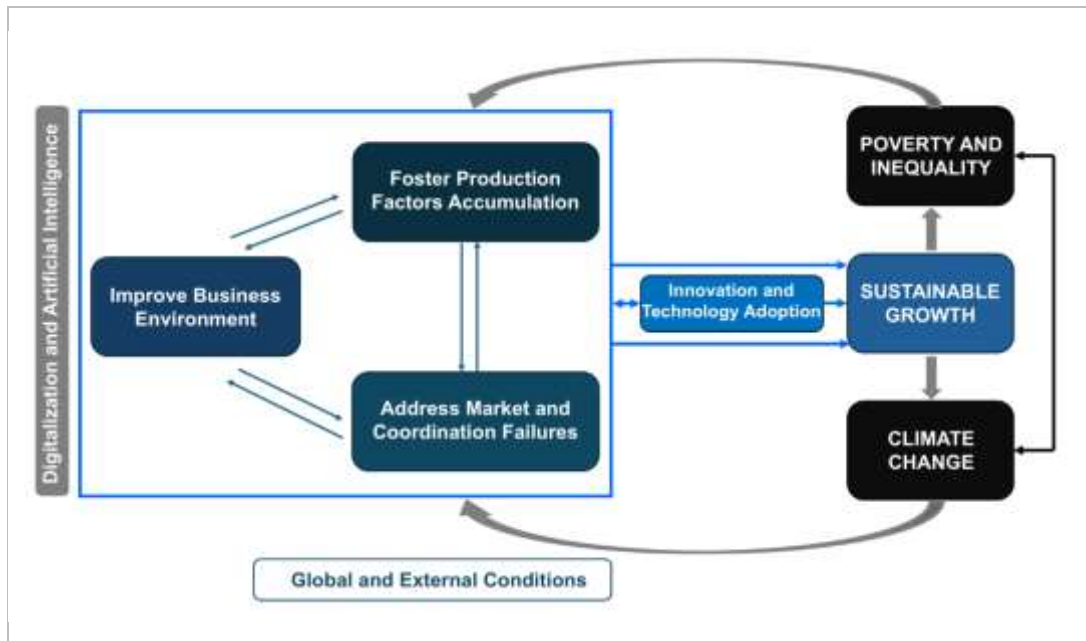 Digitalization and Artificial Intelligence
Foster Production
Factors Accumulation
Improve Business
Environment
Address Market and
Coordination Failures
Innovation and
Technology Adoption
POVERTY AND
INEQUALITY
SUSTAINABLE
GROWTH
CLIMATE
CHANGE
Global and External Conditions